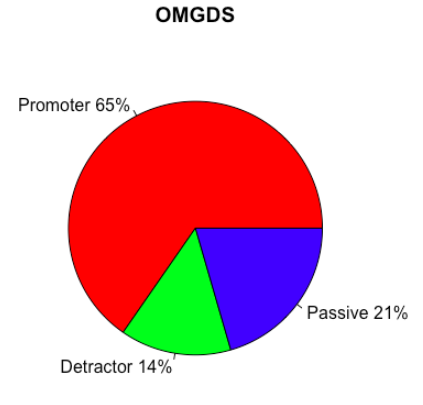 OMGDS
Promoter 65%
Passive 21%
Detractor 14%